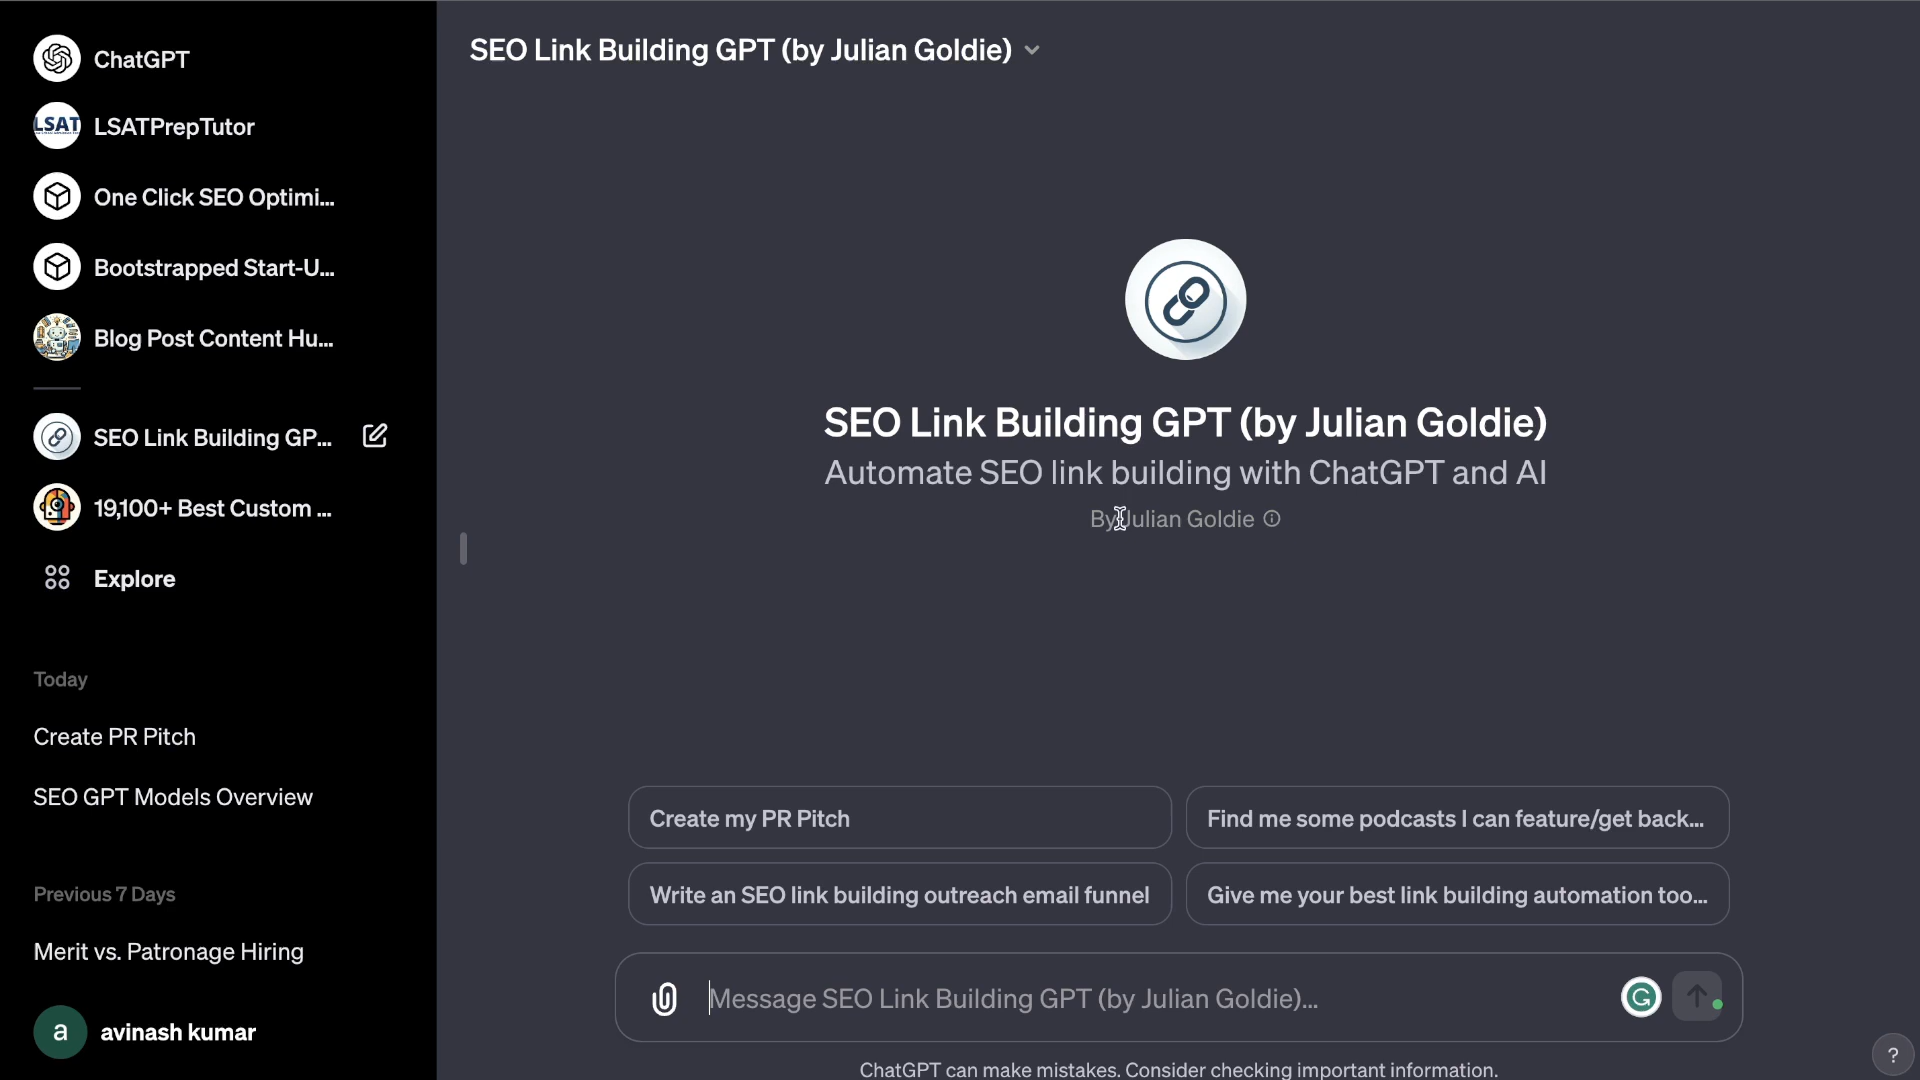 ChatGPT
LSAT
LSATPrepTutor
One Click SEO Optimi...
Bootstrapped Start-U...
Blog Post Content Hu...
SEO Link Building GP...
19,100+ Best Custom ...
Explore
Today
Create PR Pitch
SEO GPT Models Overview
Previous 7 Days
Merit vs. Patronage Hiring
a
avinash kumar
SEO Link Building GPT (by Julian Goldie)
SEO Link Building GPT (by Julian Goldie)
Automate SEO link building with ChatGPT and AI
By Julian Goldie
Create my PR Pitch
Find me some podcasts I can feature/get back...
Write an SEO link building outreach email funnel
Give me your best link building automation too...
Message SEO Link Building GPT (by Julian Goldie)...
G
ChatGPT can make mistakes. Consider checking important information.
?